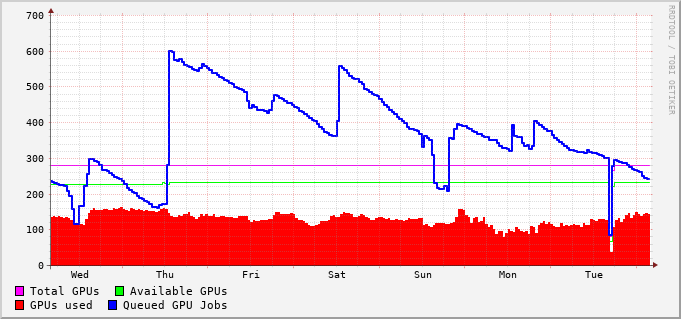 700
600
500
400
300
200
100
0
Wed Thu Fri Sat Sun Mon Tue
Total GPUs Available GPUs
GPUs used Queued GPU Jobs
RRDTOOL / TOBI OETIKER